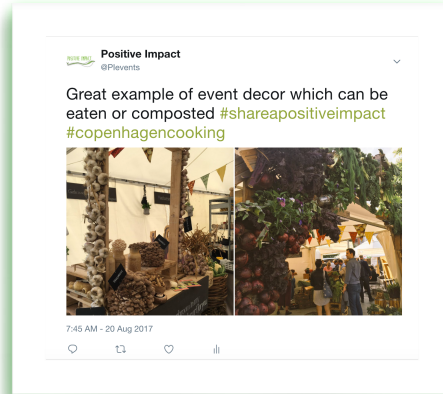 Positive Impact
@PIevents
Great example of event decor which can be
eaten or composted #shareapositiveimpact
#copenhagencooking
7:45 AM - 20 Aug 2017